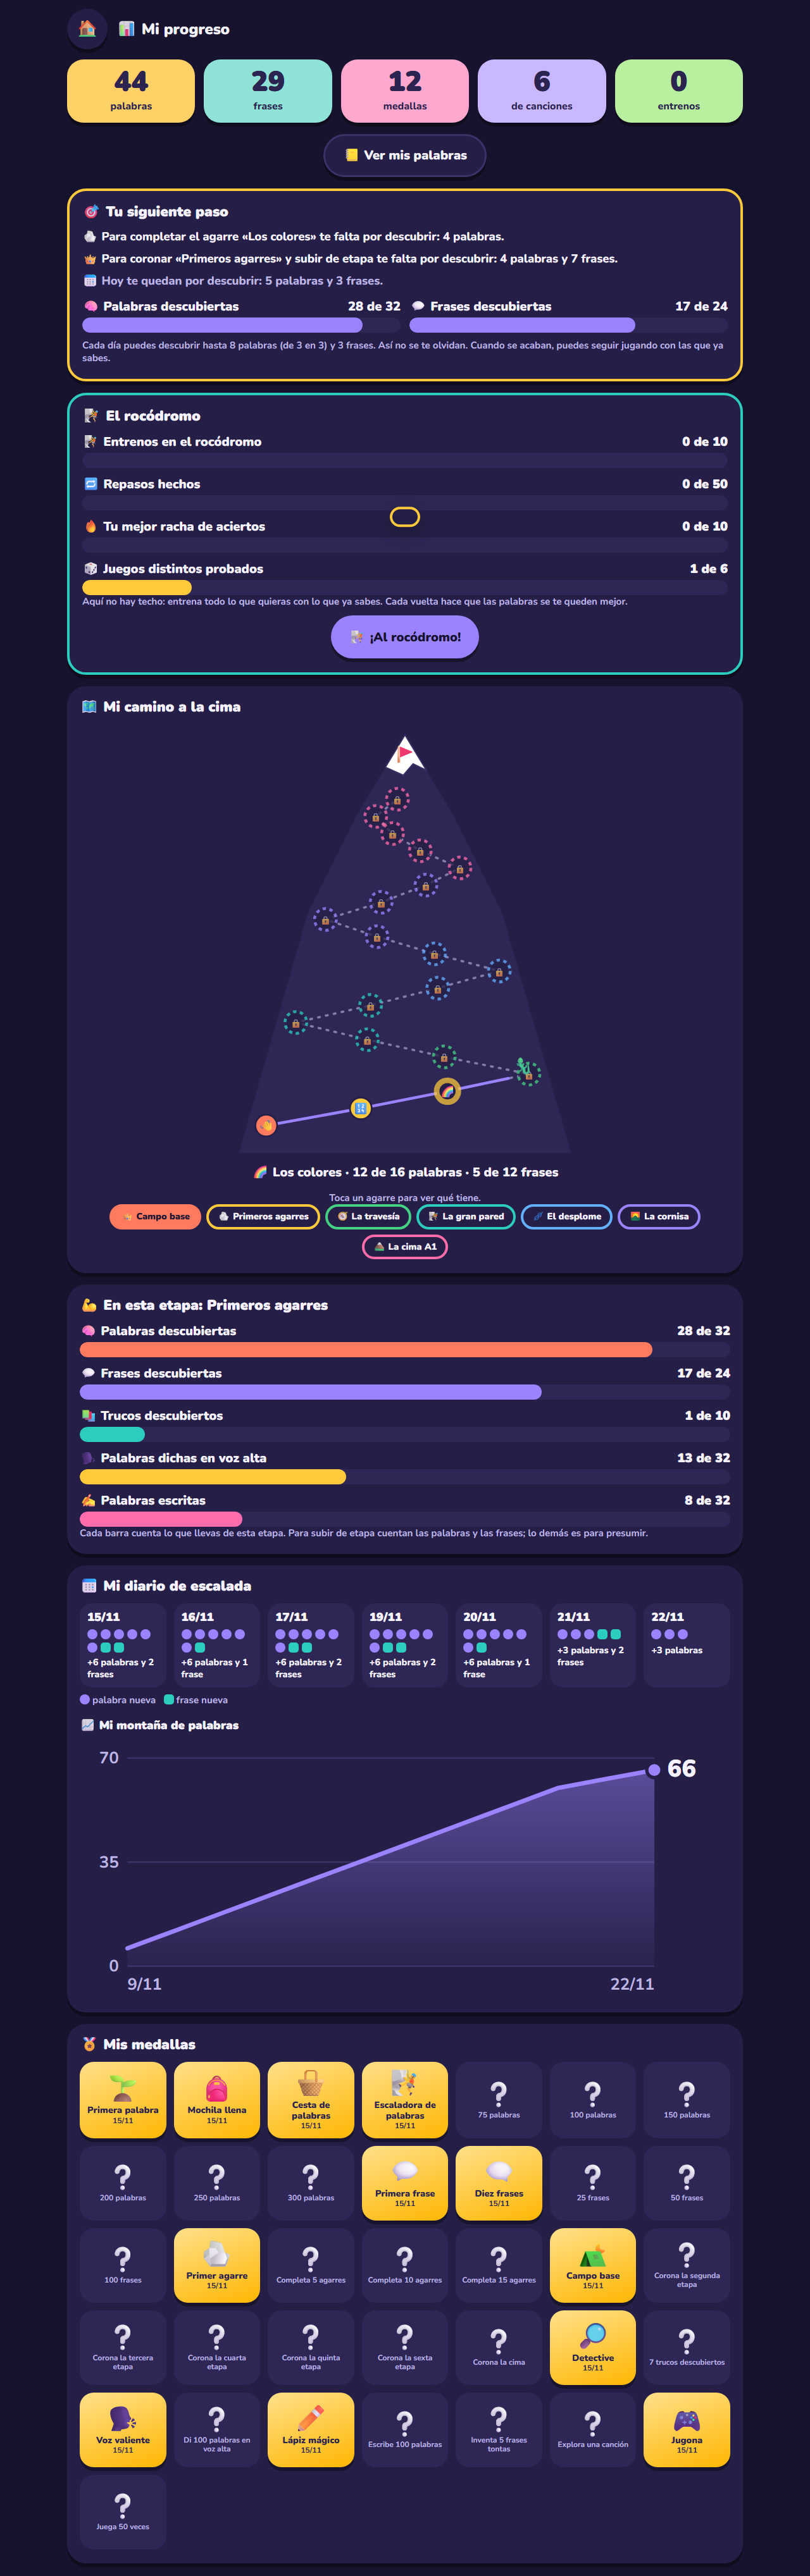 Mi progreso
44
palabras
29
frases
12
medallas
6
de canciones
0
entrenos
Ver mis palabras
Tu siguiente paso
Para completar el agarre «Los colores» te falta por descubrir: 4 palabras.
Para coronar «Primeros agarres» y subir de etapa te falta por descubrir: 4 palabras y 7 frases.
Hoy te quedan por descubrir: 5 palabras y 3 frases.
Palabras descubiertas 28 de 32
Frases descubiertas 17 de 24
Cada día puedes descubrir hasta 8 palabras (de 3 en 3) y 3 frases. Así no se te olvidan. Cuando se acaban, puedes seguir jugando con las que ya
sabes.
El rocódromo
Entrenos en el rocódromo 0 de 10
Repasos hechos 0 de 50
Tu mejor racha de aciertos 0 de 10
Juegos distintos probados 1 de 6
Aquí no hay techo: entrena todo lo que quieras con lo que ya sabes. Cada vuelta hace que las palabras se te queden mejor.
¡Al rocódromo!
Mi camino a la cima
Los colores · 12 de 16 palabras · 5 de 12 frases
Toca un agarre para ver qué tiene.
Campo base
Primeros agarres
La travesía
La gran pared
El desplome
La cornisa
La cima A1
En esta etapa: Primeros agarres
Palabras descubiertas 28 de 32
Frases descubiertas 17 de 24
Trucos descubiertos 1 de 10
Palabras dichas en voz alta 13 de 32
Palabras escritas 8 de 32
Cada barra cuenta lo que llevas de esta etapa. Para subir de etapa cuentan las palabras y las frases; lo demás es para presumir.
Mi diario de escalada
15/11
+6 palabras y 2
frases
16/11
+6 palabras y 1
frase
17/11
+6 palabras y 2
frases
19/11
+6 palabras y 2
frases
20/11
+6 palabras y 1
frase
21/11
+3 palabras y 2
frases
22/11
+3 palabras
palabra nueva
frase nueva
Mi montaña de palabras
70
66
35
0
9/11
22/11
Mis medallas
Primera palabra
15/11
Mochila llena
15/11
Cesta de
palabras
15/11
Escaladora de
palabras
15/11
75 palabras
100 palabras
150 palabras
200 palabras
250 palabras
300 palabras
Primera frase
15/11
Diez frases
15/11
25 frases
50 frases
100 frases
Primer agarre
15/11
Completa 5 agarres
Completa 10 agarres
Completa 15 agarres
Campo base
15/11
Corona la segunda
etapa
Corona la tercera
etapa
Corona la cuarta
etapa
Corona la quinta
etapa
Corona la sexta
etapa
Corona la cima
Detective
15/11
7 trucos descubiertos
Voz valiente
15/11
Di 100 palabras en
voz alta
Lápiz mágico
15/11
Escribe 100 palabras
Inventa 5 frases
tontas
Explora una canción
Jugona
15/11
Juega 50 veces